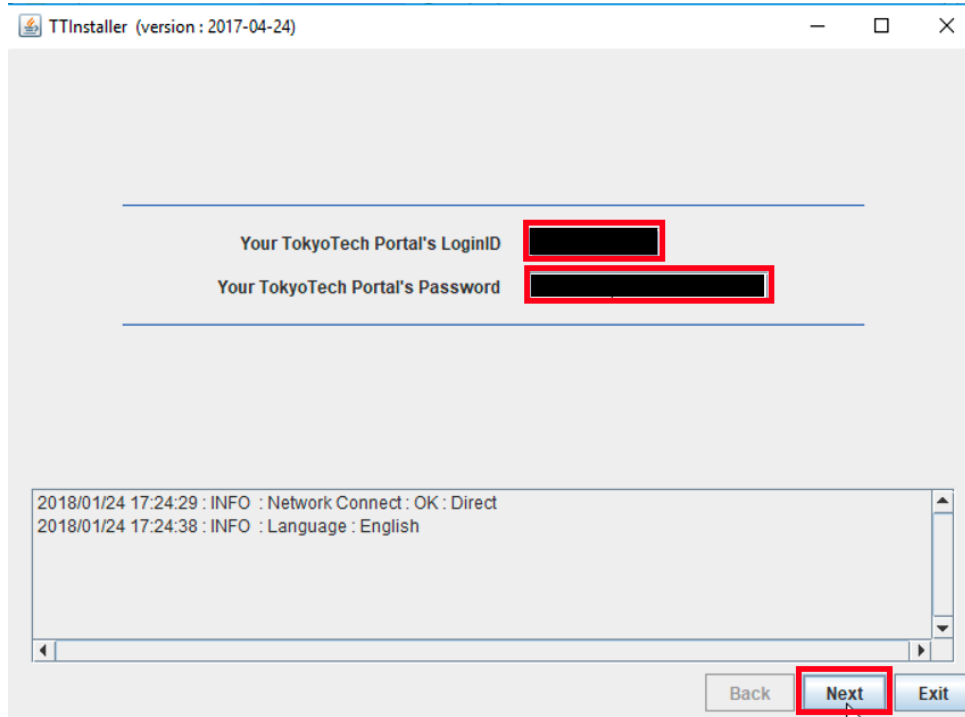 TTInstaller (version : 2017-04-24)
Your TokyoTech Portal's LoginID
Your TokyoTech Portal's Password
2018/01/24 17:24:29 : INFO : Network Connect : OK : Direct
2018/01/24 17:24:38 : INFO : Language : English
Back Next Exit